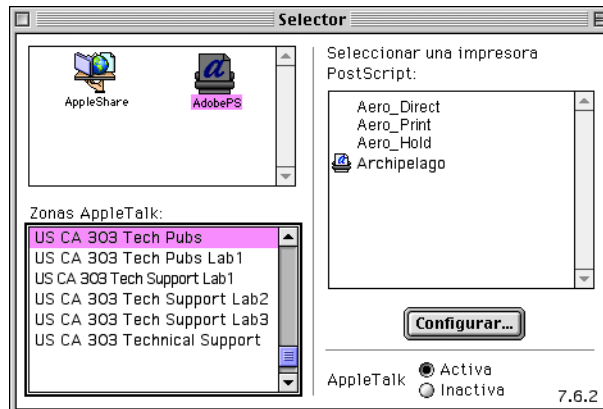 Selector
AppleShare
AdobePS
Zonas AppleTalk:
US CA 303 Tech Pubs
US CA 303 Tech Pubs Lab1
US CA 303 Tech Support Lab1
US CA 303 Tech Support Lab2
US CA 303 Tech Support Lab3
US CA 303 Technical Support
Seleccionar una impresora
PostScript:
Aero_Direct
Aero_Print
Aero_Hold
Archipelago
Configurar...
AppleTalk
Activa
Inactiva
7.6.2